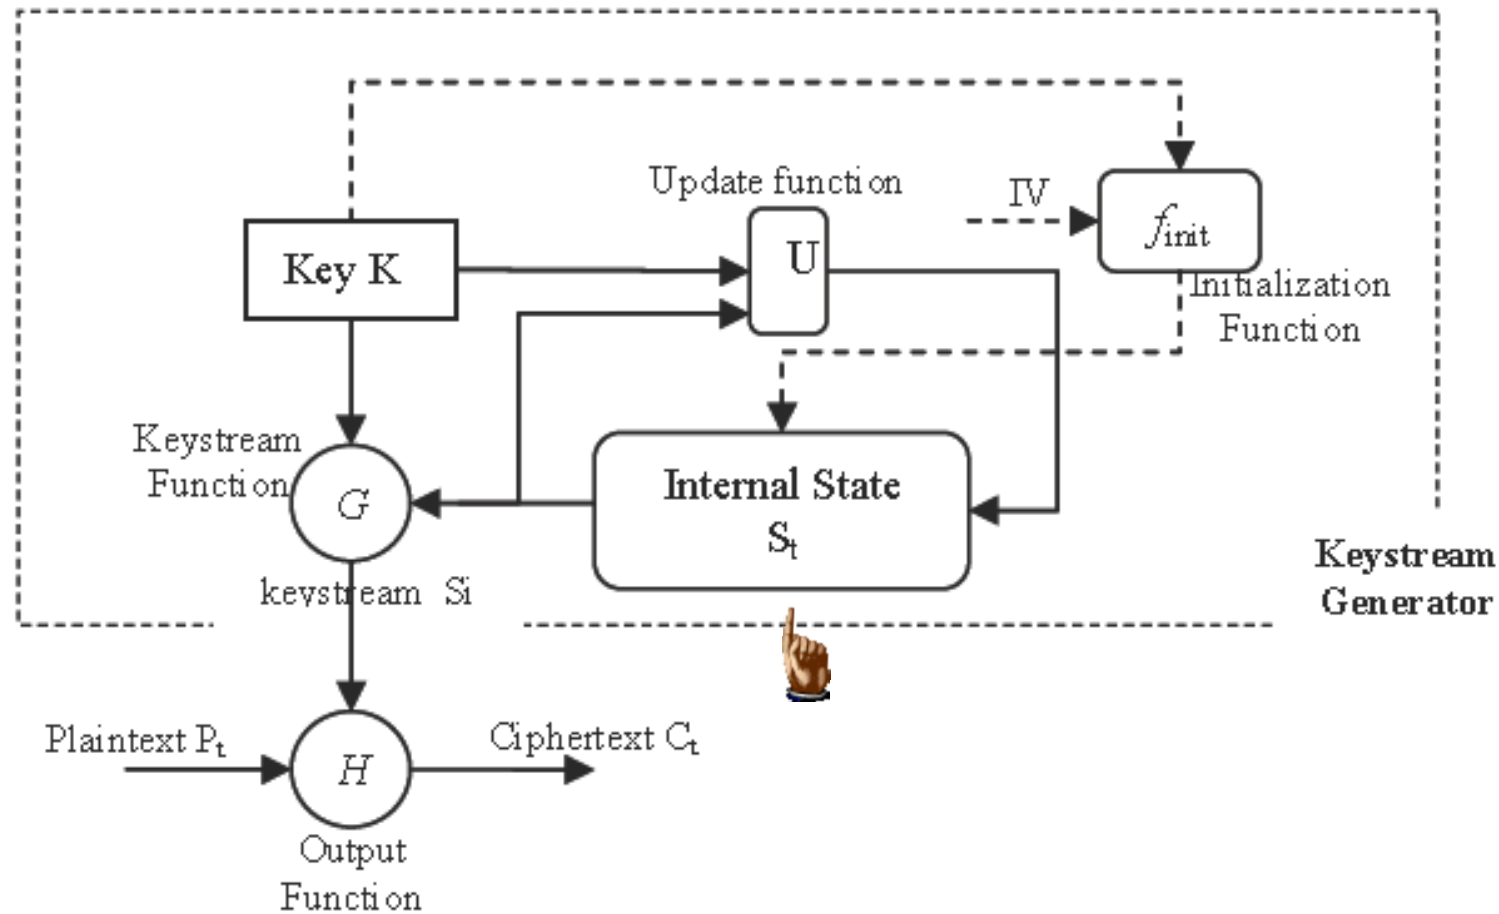 Update function
IV
f init
Key K
U
Initialization
Function
Keystream
Function
G
Internal State
St
Keystream
Generator
keystream Si
Plaintext Pt
H
Ciphertext Ct
Output
Function